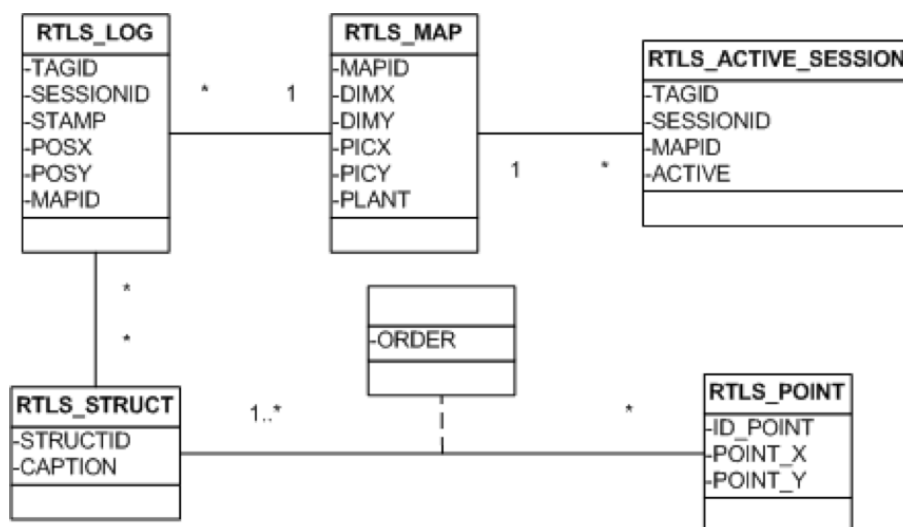 RTLS_LOG
-TAGID
-SESSIONID
-STAMP
-POSX
-POSY
-MAPID
* 1
RTLS_MAP
-MAPID
-DIMX
-DIMY
-PICX
-PICY
-PLANT
1 *
RTLS_ACTIVE_SESSION
-TAGID
-SESSIONID
-MAPID
-ACTIVE
*
*
-ORDER
RTLS_STRUCT
-STRUCTID
-CAPTION
1..* *
RTLS_POINT
-ID_POINT
-POINT_X
-POINT_Y